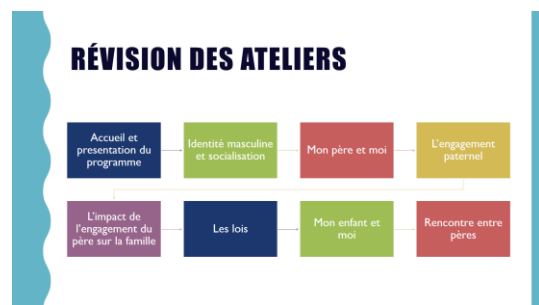 RÉVISION DES ATELIERS
Accueil et
presentation du
programme
Identité masculine
et socialisation
Mon père et moi
L'engagement
paternel
L'impact de
l'engagement du
père sur la famille
Les lois
Mon enfant et
moi
Rencontre entre
pères